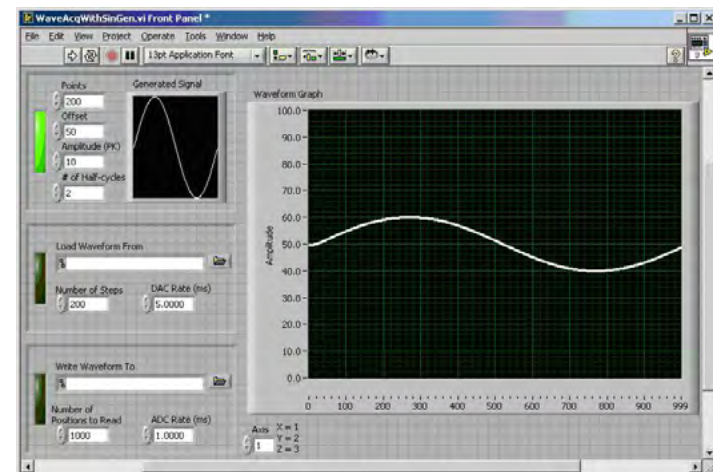 WaveAcqWithSinGen.vi Front Panel *
File Edit View Project Operate Tools Window Help
13pt Application Font
Points
200
Offset
50
Amplitude (PK)
10
# of Half-cycles
2
Generated Signal
Load Waveform From
%
Number of Steps
200
DAC Rate (ms)
5.0000
Write Waveform To
%
Number of
Positions to Read
1000
ADC Rate (ms)
1.0000
Waveform Graph
Amplitude
100.0
90.0
80.0
70.0
60.0
50.0
40.0
30.0
20.0
10.0
0.0
0 100 200 300 400 500 600 700 800 900 999
Axis
1
X = 1
Y = 2
Z = 3